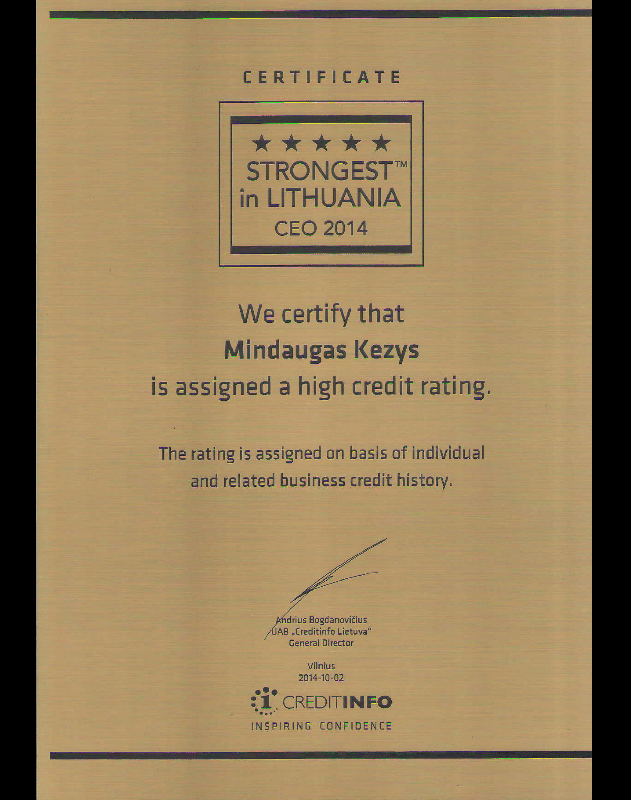 CERTIFICATE
STRONGEST™
in LITHUANIA
CEO 2014
We certify that
Mindaugas Kezys
is assigned a high credit rating.
The rating is assigned on basis of individual
and related business credit history.
Andrius Bogdanovičius
UAB „Creditinfo Lietuva"
General Director
Vilnius
2014-10-02
CREDITINFO
INSPIRING CONFIDENCE